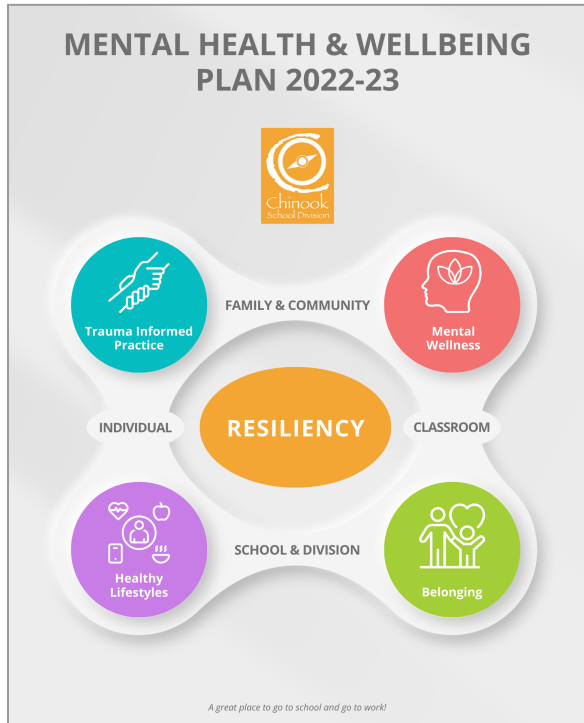 MENTAL HEALTH & WELLBEING
PLAN 2022-23
Chinook
School Division
Trauma Informed
Practice
FAMILY & COMMUNITY
Mental
Wellness
INDIVIDUAL
RESILIENCY
CLASSROOM
Healthy
Lifestyles
SCHOOL & DIVISION
Belonging
A great place to go to school and go to work!